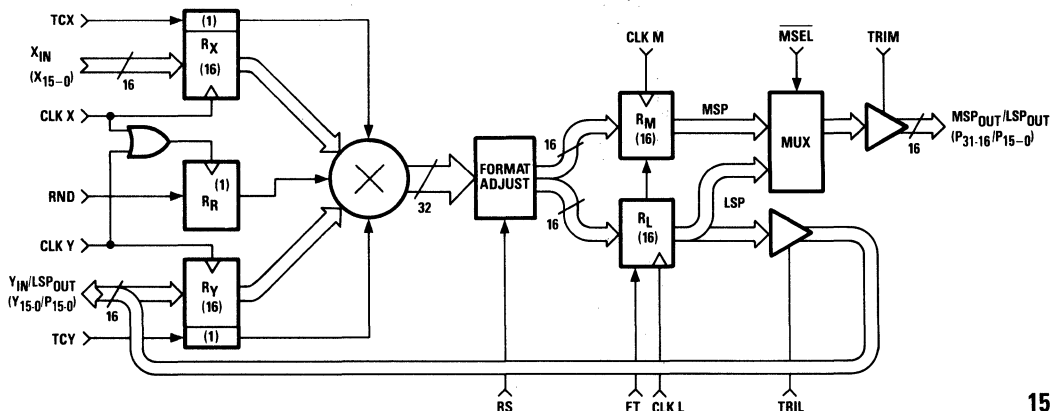 TCX
(1)
X_IN
(X_15-0)
16
R_X
(16)
CLK X
RND
(1)
R_R
CLK Y
Y_IN/LSP_OUT
(Y_15-0/P_15-0)
16
R_Y
(16)
(1)
TCY
32
FORMAT
ADJUST
RS
16
16
CLK M
R_M
(16)
MSP
R_L
(16)
LSP
FT
CLK L
MSEL
MUX
TRIM
16
MSP_OUT/LSP_OUT
(P_31-16/P_15-0)
TRIL
15